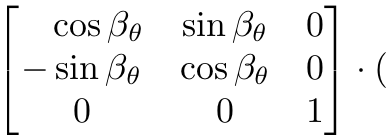 [ cos β_θ sin β_θ 0 ]
[ − sin β_θ cos β_θ 0 ] · (
[ 0 0 1 ]